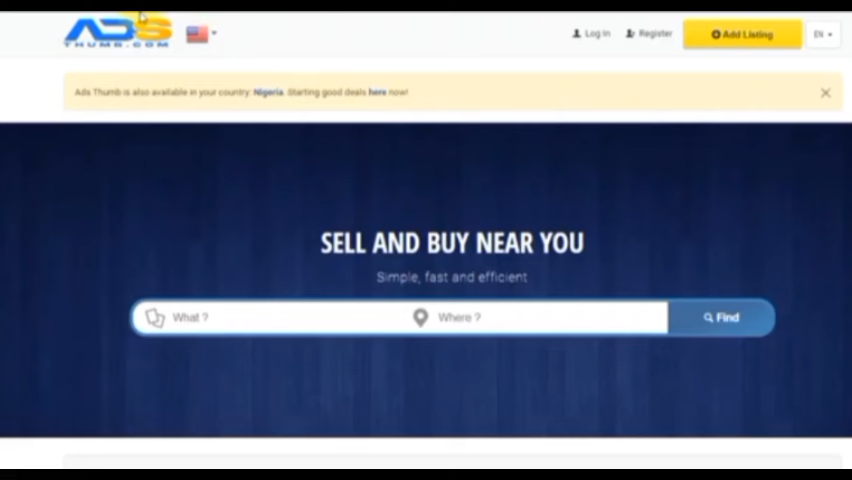 ADS
THUMB.COM
Log In
Register
Add Listing
EN
Ads Thumb is also available in your country: Nigeria. Starting good deals here now!
SELL AND BUY NEAR YOU
Simple, fast and efficient
What ?
Where ?
Find